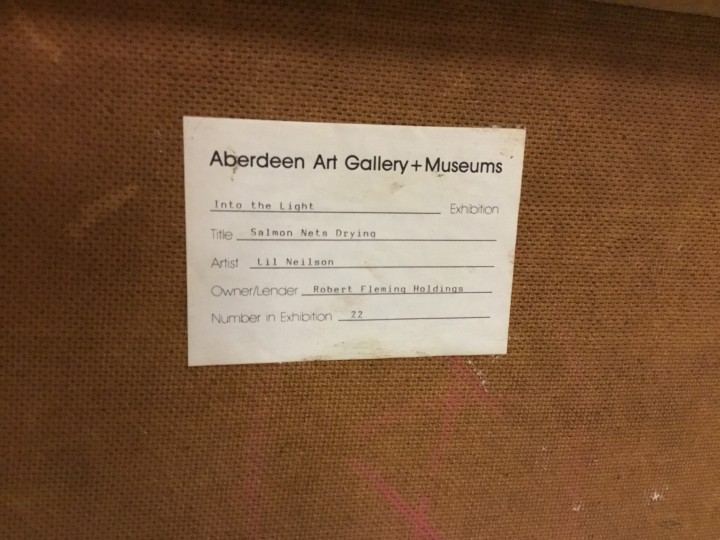 Aberdeen Art Gallery+Museums
Into the Light Exhibition
Title Salmon Nets Drying
Artist Lil Neilson
Owner/Lender Robert Fleming Holdings
Number in Exhibition 22